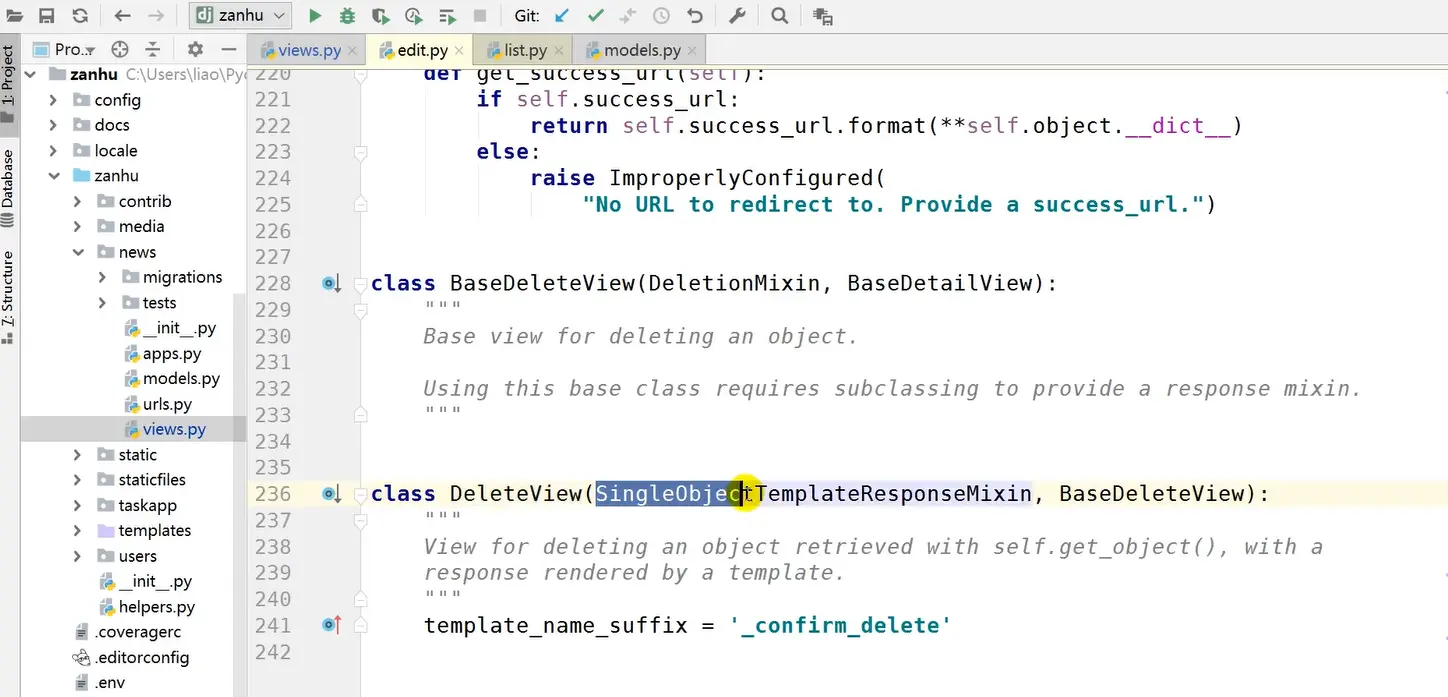 zanhu
Git:
1: Project
Database
7: Structure
Pro..
zanhu C:\Users\liao\Pyc
config
docs
locale
zanhu
contrib
media
news
migrations
tests
__init__.py
apps.py
models.py
urls.py
views.py
static
staticfiles
taskapp
templates
users
__init__.py
helpers.py
.coveragerc
.editorconfig
.env
views.py
edit.py
list.py
models.py
220 def get_success_url(self):
221 if self.success_url:
222 return self.success_url.format(**self.object.__dict__)
223 else:
224 raise ImproperlyConfigured(
225 "No URL to redirect to. Provide a success_url.")
226
227
228 class BaseDeleteView(DeletionMixin, BaseDetailView):
229 """
230 Base view for deleting an object.
231
232 Using this base class requires subclassing to provide a response mixin.
233 """
234
235
236 class DeleteView(SingleObjectTemplateResponseMixin, BaseDeleteView):
237 """
238 View for deleting an object retrieved with self.get_object(), with a
239 response rendered by a template.
240 """
241 template_name_suffix = '_confirm_delete'
242